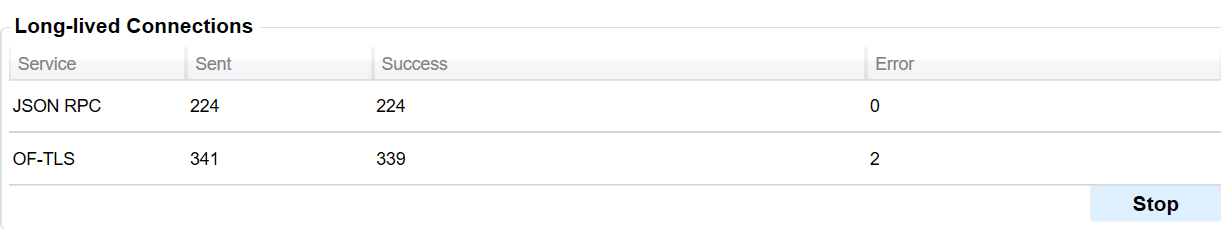 Long-lived Connections
Service Sent Success Error
JSON RPC 224 224 0
OF-TLS 341 339 2
Stop